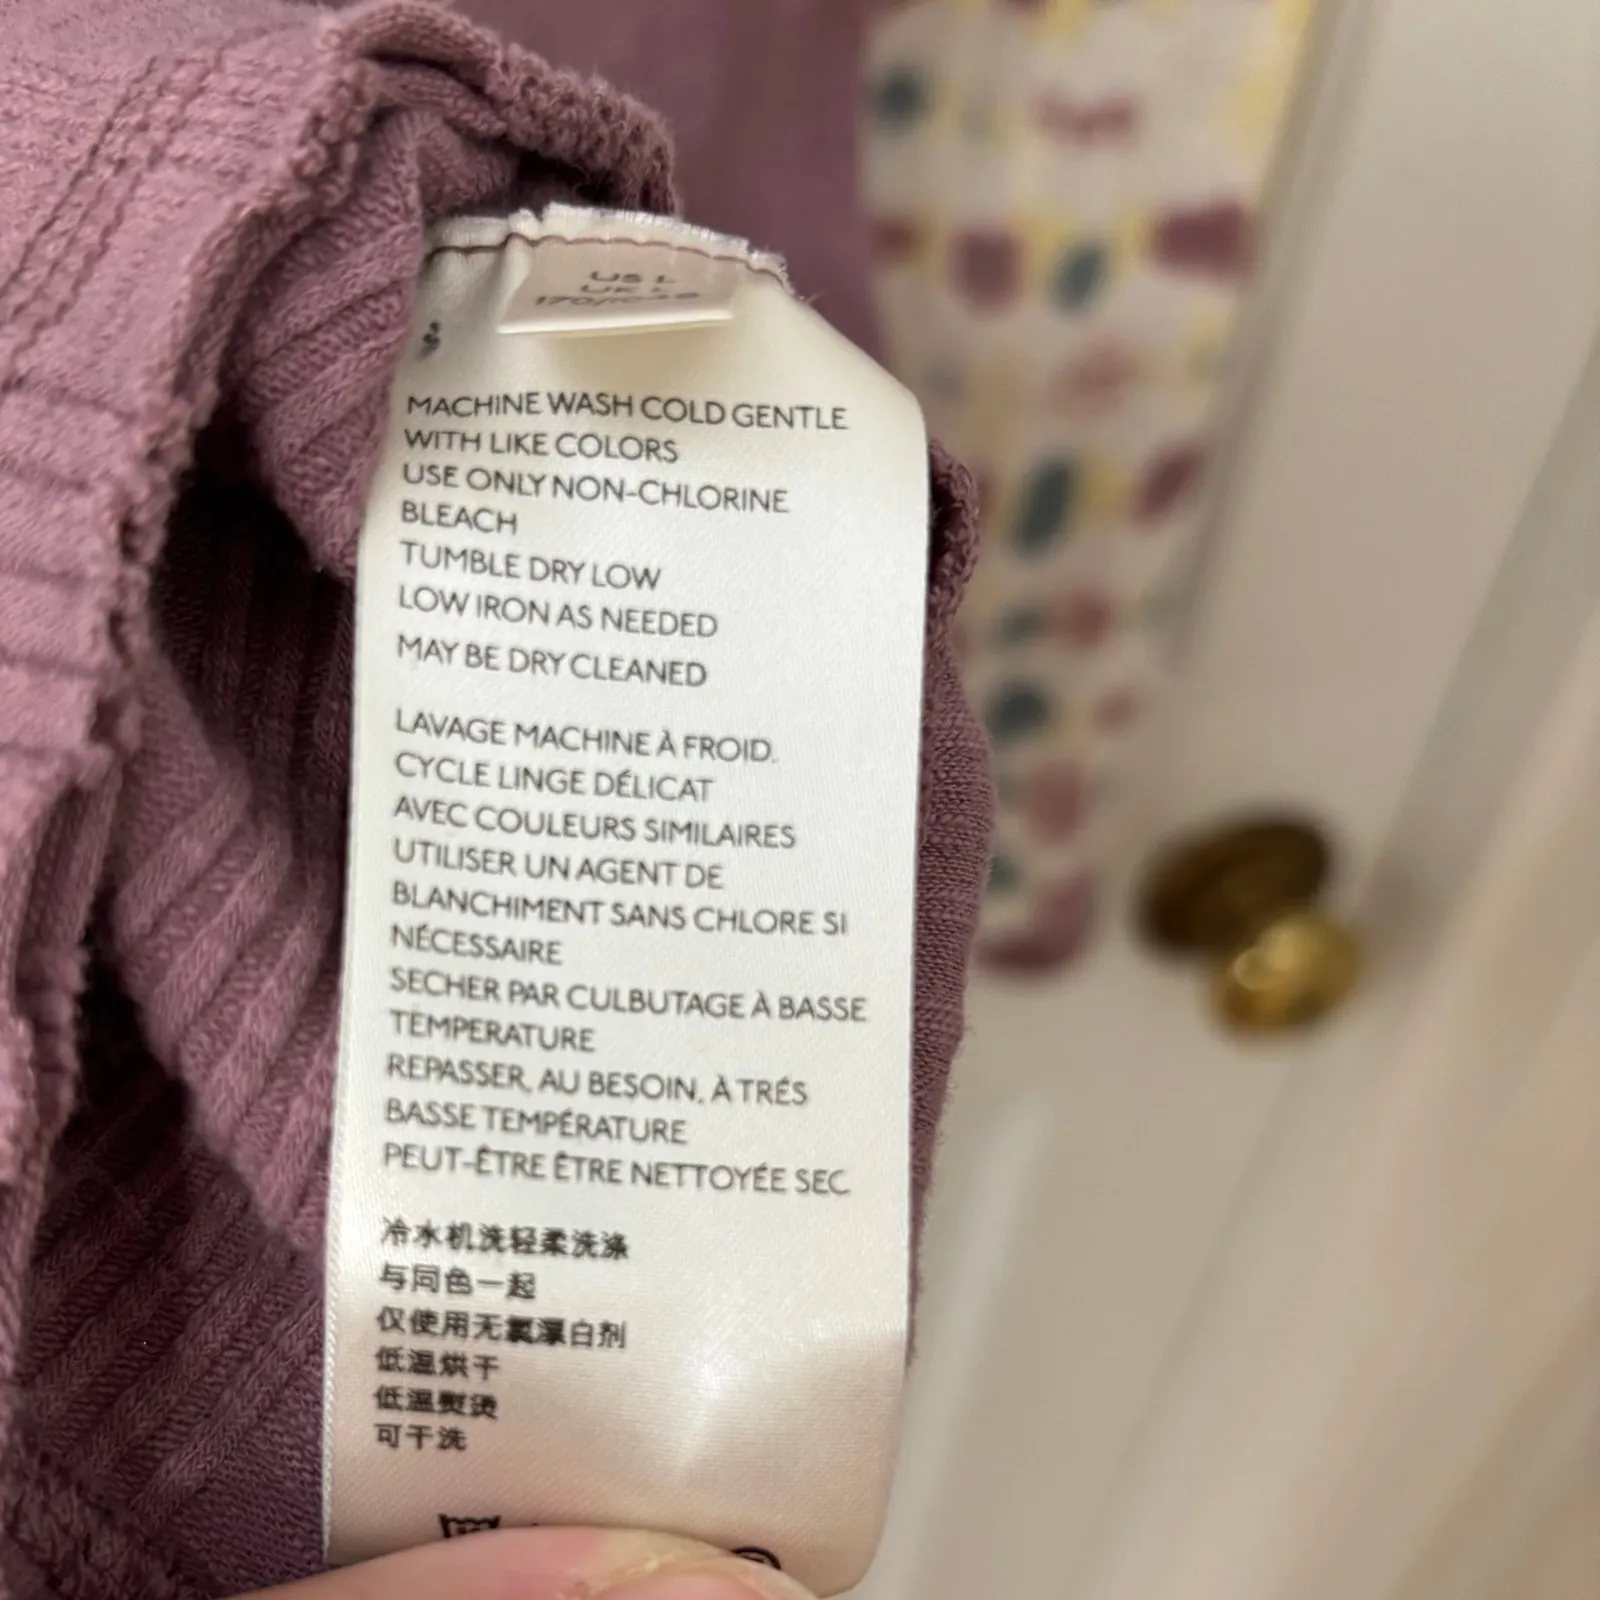 US L
UK L
MACHINE WASH COLD GENTLE
WITH LIKE COLORS
USE ONLY NON-CHLORINE
BLEACH
TUMBLE DRY LOW
LOW IRON AS NEEDED
MAY BE DRY CLEANED
LAVAGE MACHINE À FROID,
CYCLE LINGE DÉLICAT
AVEC COULEURS SIMILAIRES
UTILISER UN AGENT DE
BLANCHIMENT SANS CHLORE SI
NÉCESSAIRE
SECHER PAR CULBUTAGE À BASSE
TEMPERATURE
REPASSER, AU BESOIN, À TRÉS
BASSE TEMPÉRATURE
PEUT-ÊTRE ÊTRE NETTOYÉE SEC
冷水机洗轻柔洗涤
与同色一起
仅使用无氯漂白剂
低温烘干
低温熨烫
可干洗